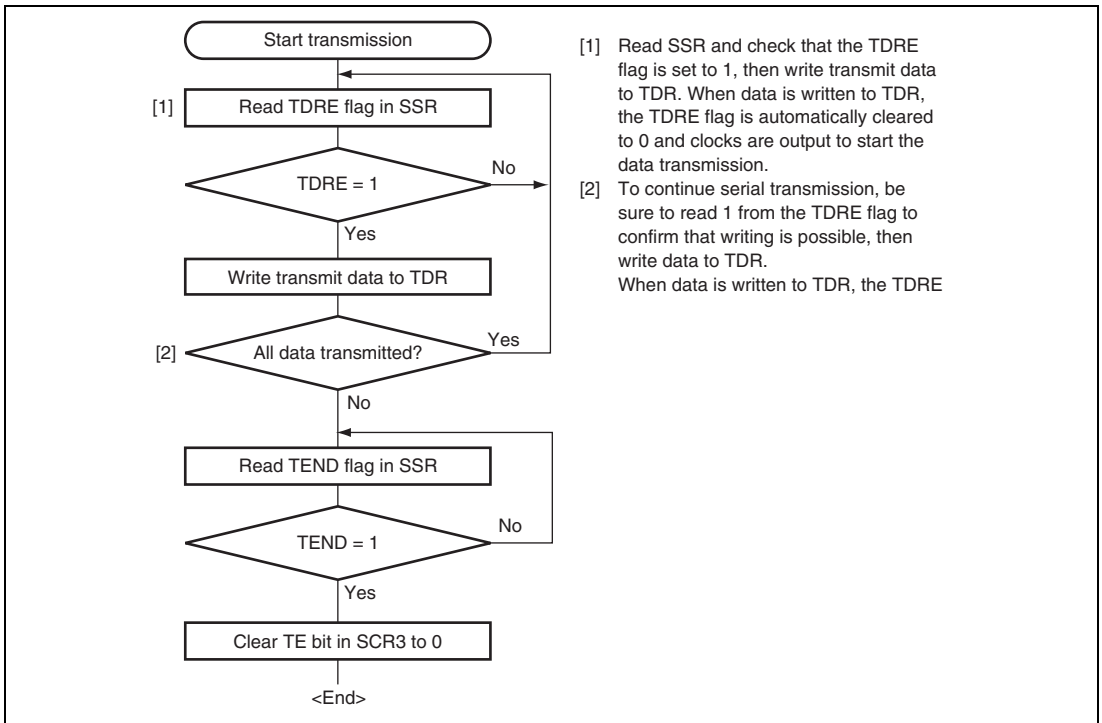 Start transmission
[1] Read TDRE flag in SSR
TDRE = 1
No
Yes
Write transmit data to TDR
[2] All data transmitted?
Yes
No
Read TEND flag in SSR
TEND = 1
No
Yes
Clear TE bit in SCR3 to 0
<End>
[1] Read SSR and check that the TDRE
flag is set to 1, then write transmit data
to TDR. When data is written to TDR,
the TDRE flag is automatically cleared
to 0 and clocks are output to start the
data transmission.
[2] To continue serial transmission, be
sure to read 1 from the TDRE flag to
confirm that writing is possible, then
write data to TDR.
When data is written to TDR, the TDRE